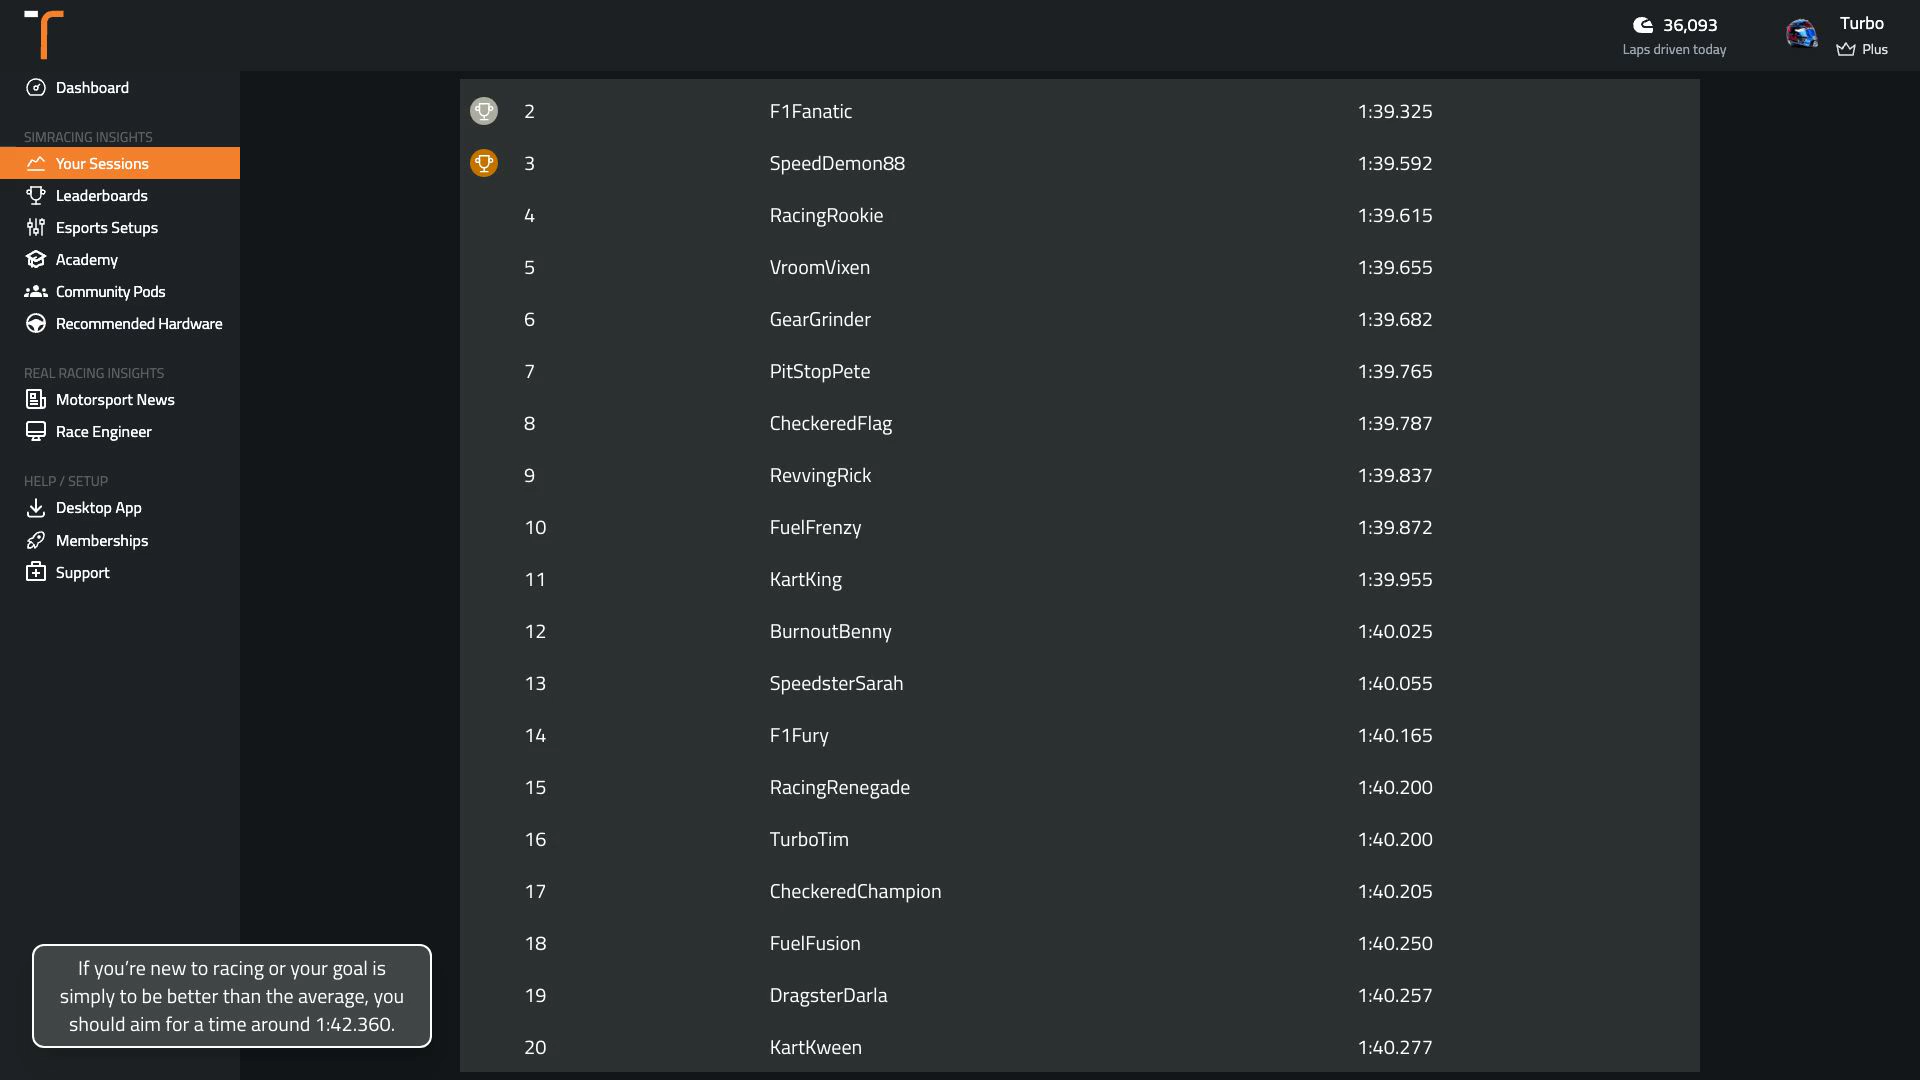 36,093
Laps driven today
Turbo
Plus
Dashboard
SIMRACING INSIGHTS
Your Sessions
Leaderboards
Esports Setups
Academy
Community Pods
Recommended Hardware
REAL RACING INSIGHTS
Motorsport News
Race Engineer
HELP / SETUP
Desktop App
Memberships
Support
2 F1Fanatic 1:39.325
3 SpeedDemon88 1:39.592
4 RacingRookie 1:39.615
5 VroomVixen 1:39.655
6 GearGrinder 1:39.682
7 PitStopPete 1:39.765
8 CheckeredFlag 1:39.787
9 RevvingRick 1:39.837
10 FuelFrenzy 1:39.872
11 KartKing 1:39.955
12 BurnoutBenny 1:40.025
13 SpeedsterSarah 1:40.055
14 F1Fury 1:40.165
15 RacingRenegade 1:40.200
16 TurboTim 1:40.200
17 CheckeredChampion 1:40.205
18 FuelFusion 1:40.250
19 DragsterDarla 1:40.257
20 KartKween 1:40.277
If you’re new to racing or your goal is
simply to be better than the average, you
should aim for a time around 1:42.360.